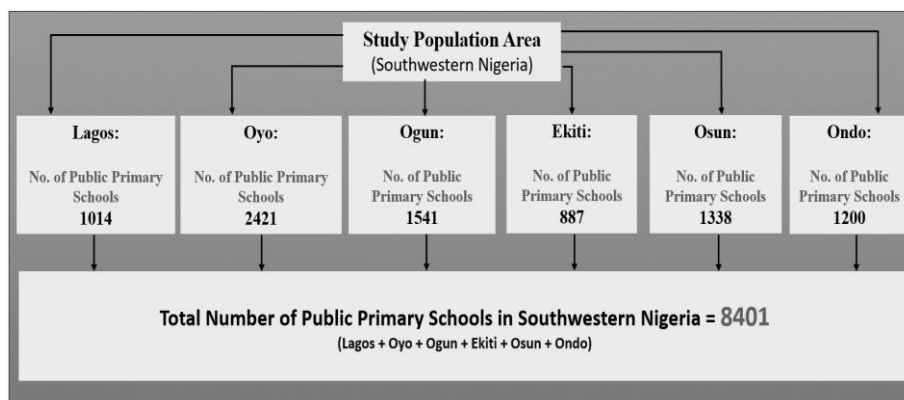 Study Population Area
(Southwestern Nigeria)
Lagos:
No. of Public Primary
Schools
1014
Oyo:
No. of Public Primary
Schools
2421
Ogun:
No. of Public
Primary Schools
1541
Ekiti:
No. of Public
Primary Schools
887
Osun:
No. of Public
Primary Schools
1338
Ondo:
No. of Public
Primary Schools
1200
Total Number of Public Primary Schools in Southwestern Nigeria = 8401
(Lagos + Oyo + Ogun + Ekiti + Osun + Ondo)